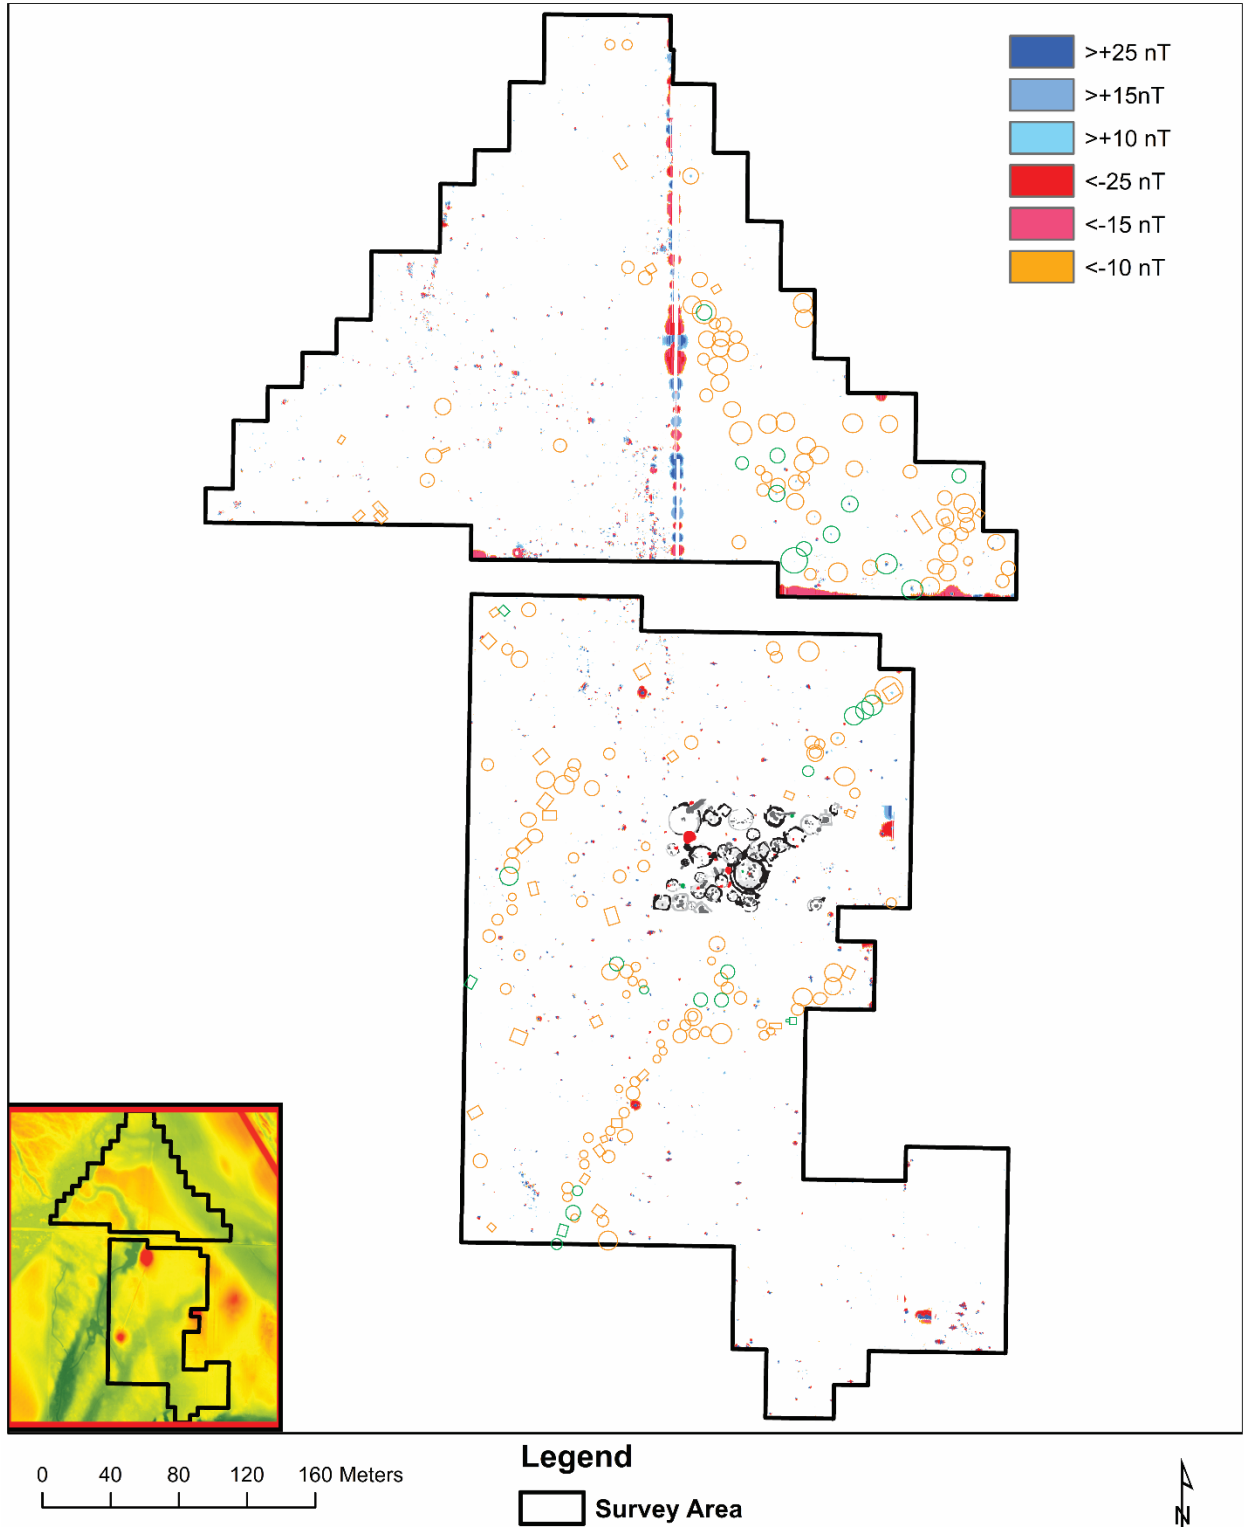 >+25 nT
>+15nT
>+10 nT
<-25 nT
<-15 nT
<-10 nT
Legend
0 40 80 120 160 Meters
Survey Area
N